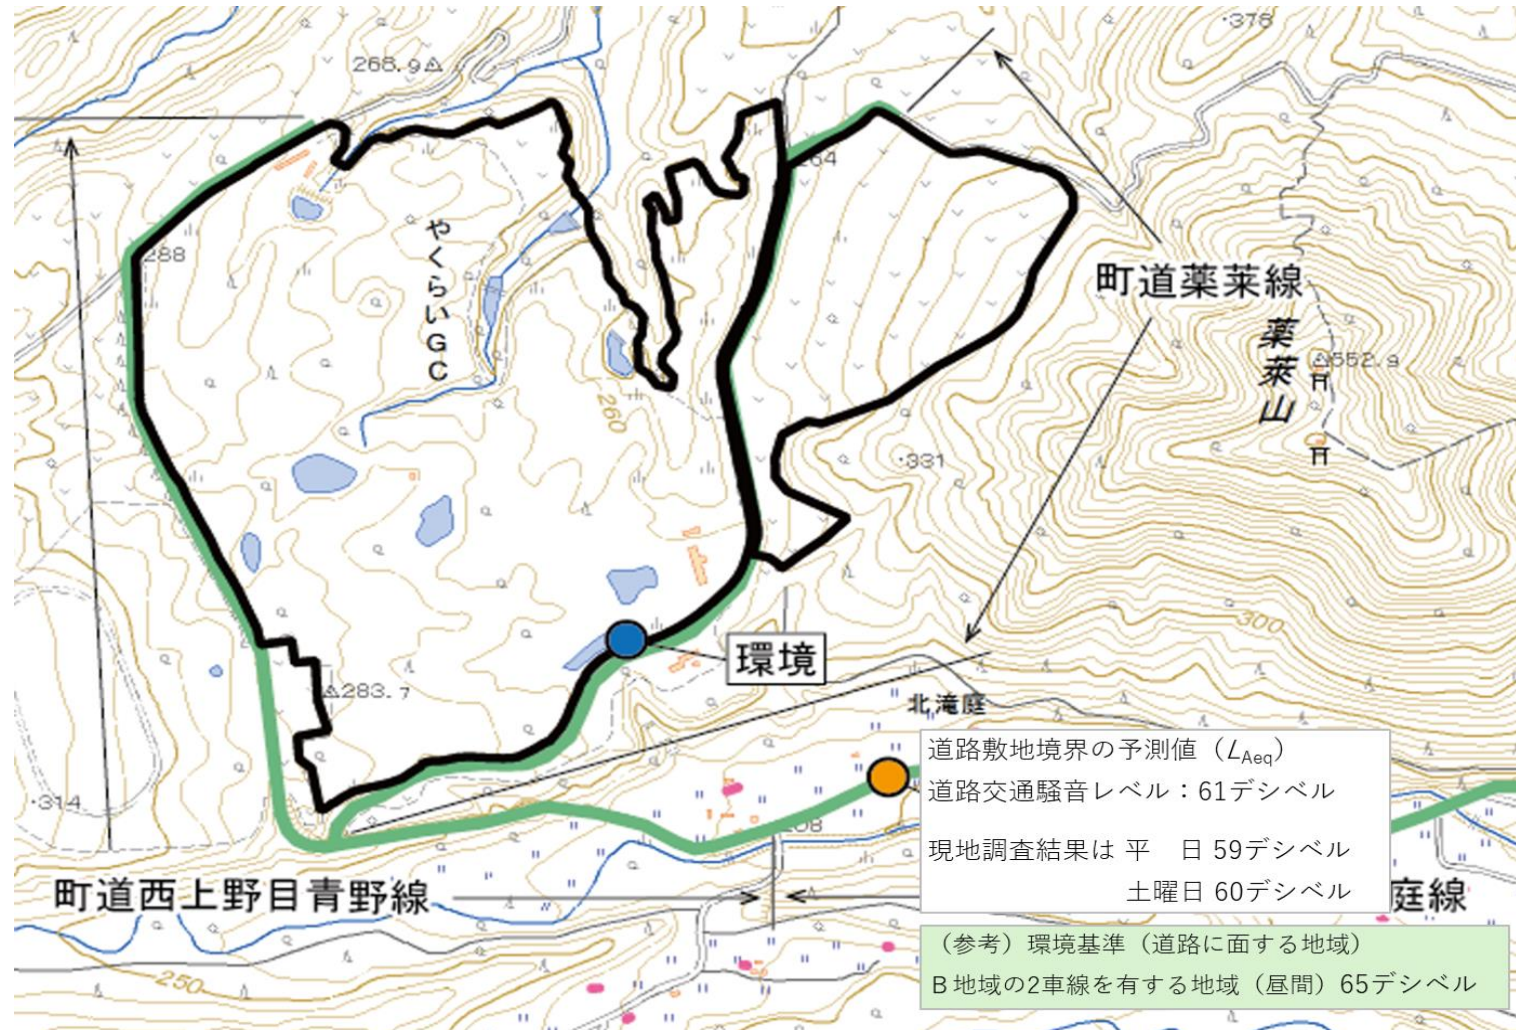 ・378
268.9
264
288
やくらいGC
町道薬莱線
薬莱山
552.9
260
・331
300
環境
283.7
北滝庭
・314
道路敷地境界の予測値（LAeq）
道路交通騒音レベル：61デシベル
現地調査結果は 平　日 59デシベル
土曜日 60デシベル
208
町道西上野目青野線
庭線
（参考）環境基準（道路に面する地域）
Ｂ地域の2車線を有する地域（昼間）65デシベル
250